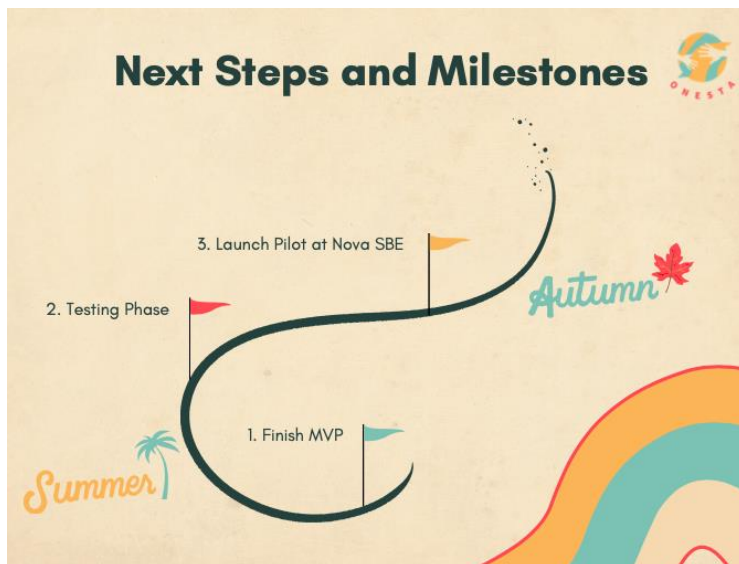 Next Steps and Milestones
ONESTA
3. Launch Pilot at Nova SBE
Autumn
2. Testing Phase
1. Finish MVP
Summer